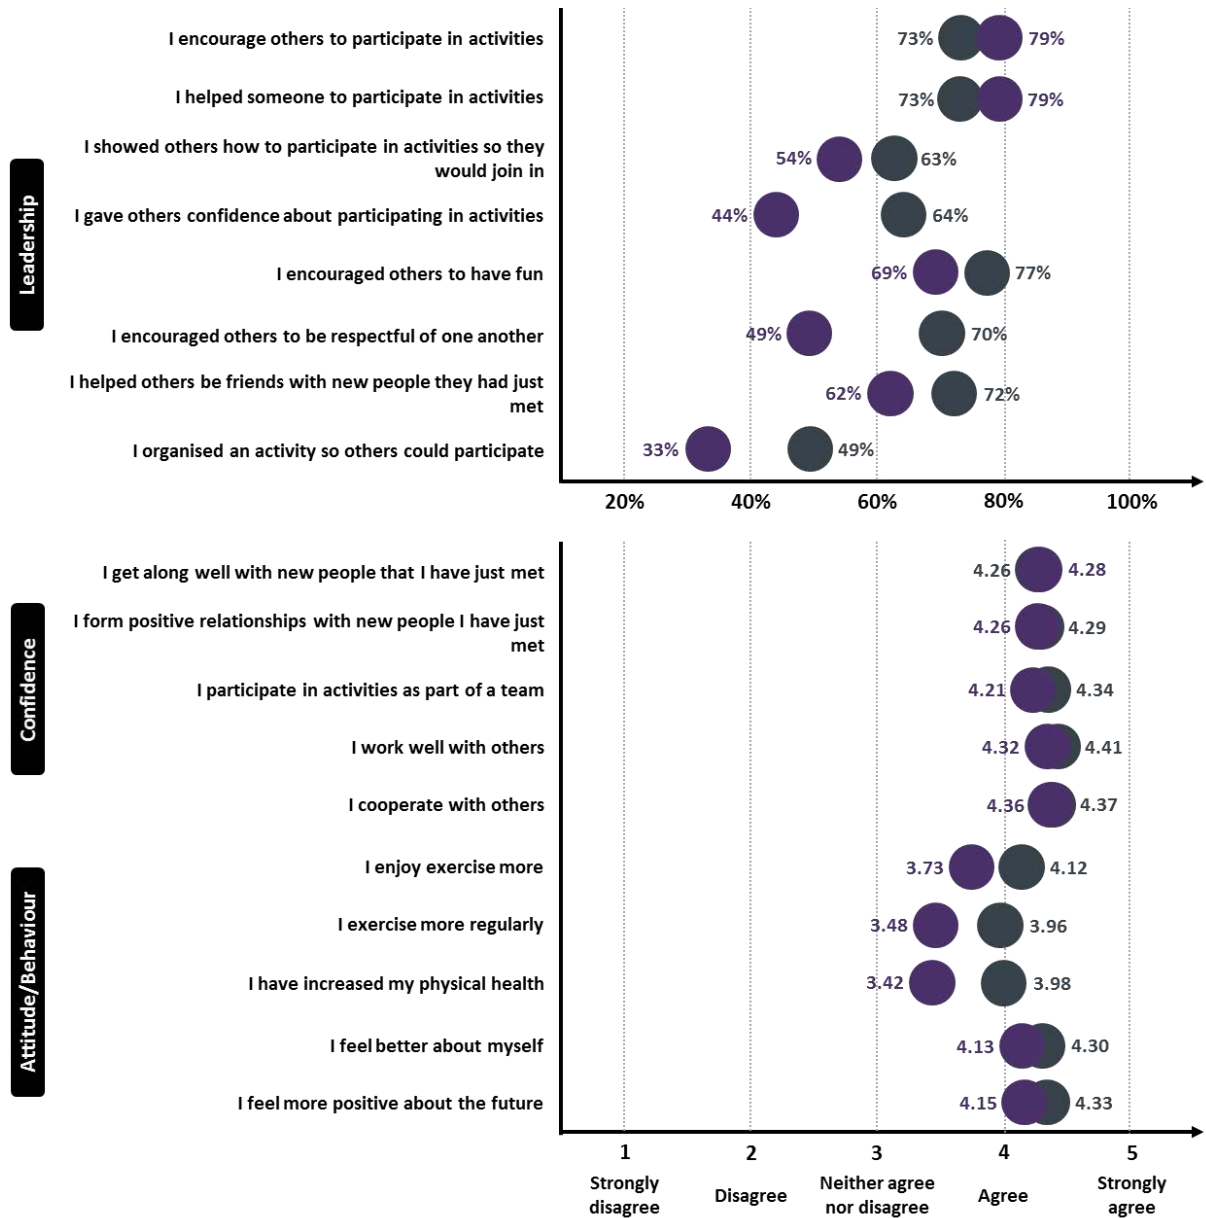 I encourage others to participate in activities
73% 79%
I helped someone to participate in activities
73% 79%
I showed others how to participate in activities so they
would join in
54% 63%
I gave others confidence about participating in activities
44% 64%
Leadership
I encouraged others to have fun
69% 77%
I encouraged others to be respectful of one another
49% 70%
I helped others be friends with new people they had just
met
62% 72%
I organised an activity so others could participate
33% 49%
20% 40% 60% 80% 100%
I get along well with new people that I have just met
4.26 4.28
I form positive relationships with new people I have just
met
4.26 4.29
Confidence
I participate in activities as part of a team
4.21 4.34
I work well with others
4.32 4.41
I cooperate with others
4.36 4.37
I enjoy exercise more
3.73 4.12
I exercise more regularly
3.48 3.96
Attitude/Behaviour
I have increased my physical health
3.42 3.98
I feel better about myself
4.13 4.30
I feel more positive about the future
4.15 4.33
1 2 3 4 5
Strongly
disagree
Disagree
Neither agree
nor disagree
Agree
Strongly
agree